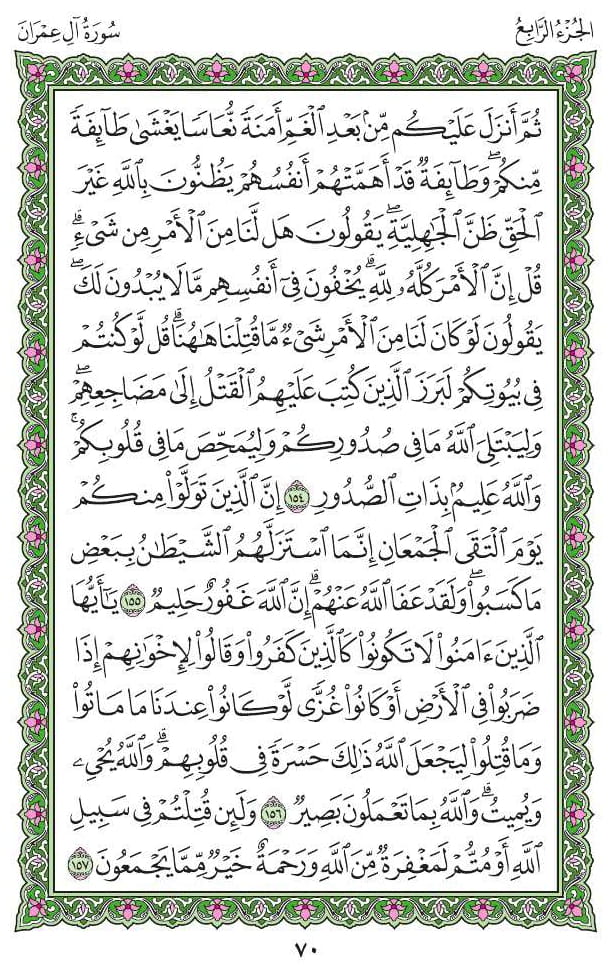 الجُزْءُ الرَّابِعُ
سُورَةُ آلِ عِمْرَانَ
ثُمَّ أَنزَلَ عَلَيْكُم مِّنۢ بَعْدِ ٱلْغَمِّ أَمَنَةً نُّعَاسًا يَغْشَىٰ طَآئِفَةً
مِّنكُمْۖ وَطَآئِفَةٌ قَدْ أَهَمَّتْهُمْ أَنفُسُهُمْ يَظُنُّونَ بِٱللَّهِ غَيْرَ
ٱلْحَقِّ ظَنَّ ٱلْجَٰهِلِيَّةِۖ يَقُولُونَ هَل لَّنَا مِنَ ٱلْأَمْرِ مِن شَىْءٍۗ
قُلْ إِنَّ ٱلْأَمْرَ كُلَّهُۥ لِلَّهِۗ يُخْفُونَ فِىٓ أَنفُسِهِم مَّا لَا يُبْدُونَ لَكَۖ
يَقُولُونَ لَوْ كَانَ لَنَا مِنَ ٱلْأَمْرِ شَىْءٌ مَّا قُتِلْنَا هَٰهُنَاۗ قُل لَّوْ كُنتُمْ
فِى بُيُوتِكُمْ لَبَرَزَ ٱلَّذِينَ كُتِبَ عَلَيْهِمُ ٱلْقَتْلُ إِلَىٰ مَضَاجِعِهِمْۖ
وَلِيَبْتَلِىَ ٱللَّهُ مَا فِى صُدُورِكُمْ وَلِيُمَحِّصَ مَا فِى قُلُوبِكُمْۚ
وَٱللَّهُ عَلِيمٌۢ بِذَاتِ ٱلصُّدُورِ ١٥٤ إِنَّ ٱلَّذِينَ تَوَلَّوْا۟ مِنكُمْ
يَوْمَ ٱلْتَقَى ٱلْجَمْعَانِ إِنَّمَا ٱسْتَزَلَّهُمُ ٱلشَّيْطَٰنُ بِبَعْضِ
مَا كَسَبُوا۟ۖ وَلَقَدْ عَفَا ٱللَّهُ عَنْهُمْۗ إِنَّ ٱللَّهَ غَفُورٌ حَلِيمٌ ١٥٥ يَٰٓأَيُّهَا
ٱلَّذِينَ ءَامَنُوا۟ لَا تَكُونُوا۟ كَٱلَّذِينَ كَفَرُوا۟ وَقَالُوا۟ لِإِخْوَٰنِهِمْ إِذَا
ضَرَبُوا۟ فِى ٱلْأَرْضِ أَوْ كَانُوا۟ غُزًّى لَّوْ كَانُوا۟ عِندَنَا مَا مَاتُوا۟
وَمَا قُتِلُوا۟ لِيَجْعَلَ ٱللَّهُ ذَٰلِكَ حَسْرَةً فِى قُلُوبِهِمْۗ وَٱللَّهُ يُحْىِۦ
وَيُمِيتُۗ وَٱللَّهُ بِمَا تَعْمَلُونَ بَصِيرٌ ١٥٦ وَلَئِن قُتِلْتُمْ فِى سَبِيلِ
ٱللَّهِ أَوْ مُتُّمْ لَمَغْفِرَةٌ مِّنَ ٱللَّهِ وَرَحْمَةٌ خَيْرٌ مِّمَّا يَجْمَعُونَ ١٥٧
٧٠